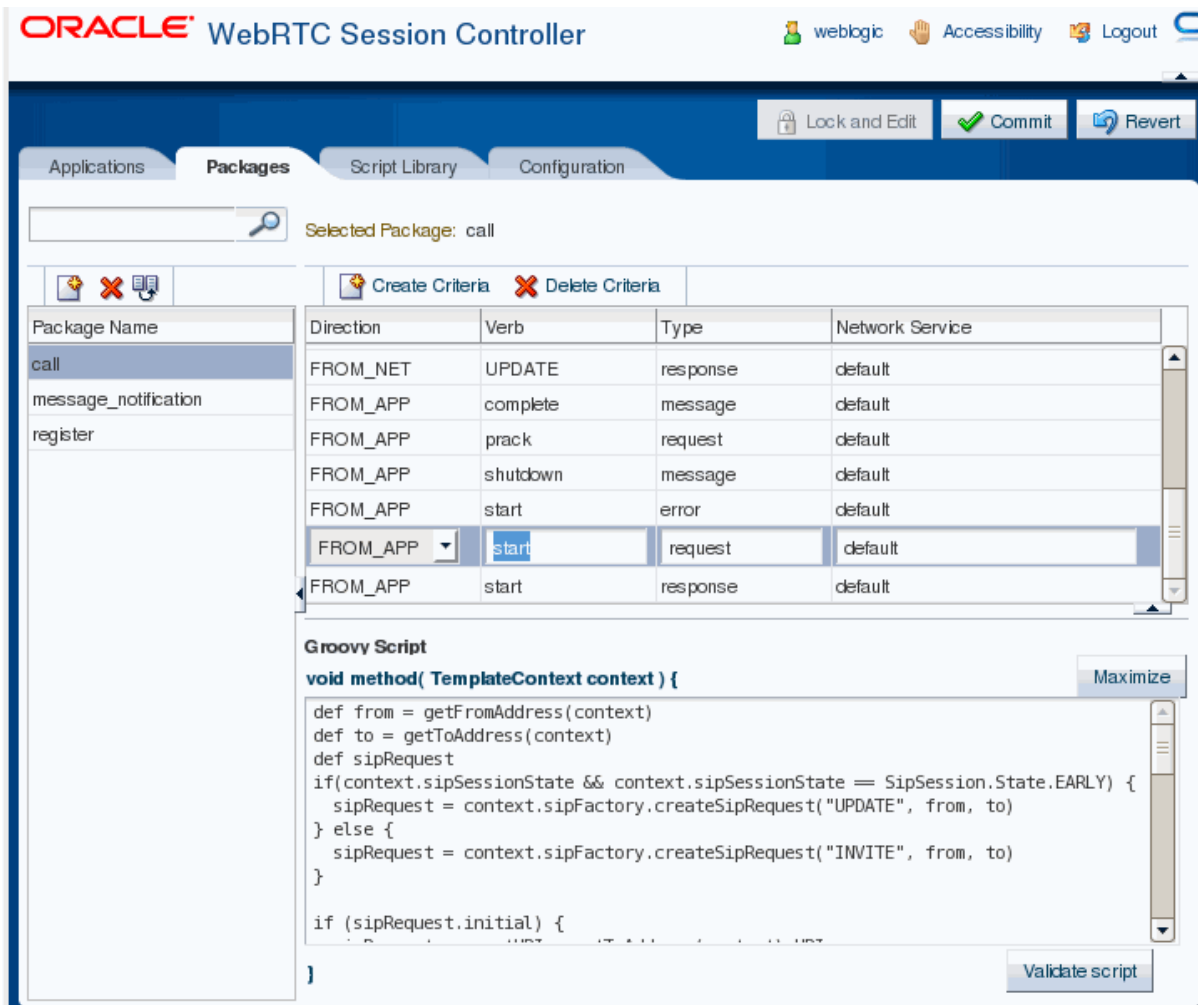 ORACLE WebRTC Session Controller weblogic Accessibility Logout
Lock and Edit Commit Revert
Applications Packages Script Library Configuration
Selected Package: call
Create Criteria Delete Criteria
Package Name Direction Verb Type Network Service
call FROM_NET UPDATE response default
message_notification FROM_APP complete message default
register FROM_APP prack request default
FROM_APP shutdown message default
FROM_APP start error default
FROM_APP start request default
FROM_APP start response default
Groovy Script
void method( TemplateContext context ) { Maximize
def from = getFromAddress(context)
def to = getToAddress(context)
def sipRequest
if(context.sipSessionState && context.sipSessionState == SipSession.State.EARLY) {
sipRequest = context.sipFactory.createSipRequest("UPDATE", from, to)
} else {
sipRequest = context.sipFactory.createSipRequest("INVITE", from, to)
}
if (sipRequest.initial) {
} Validate script